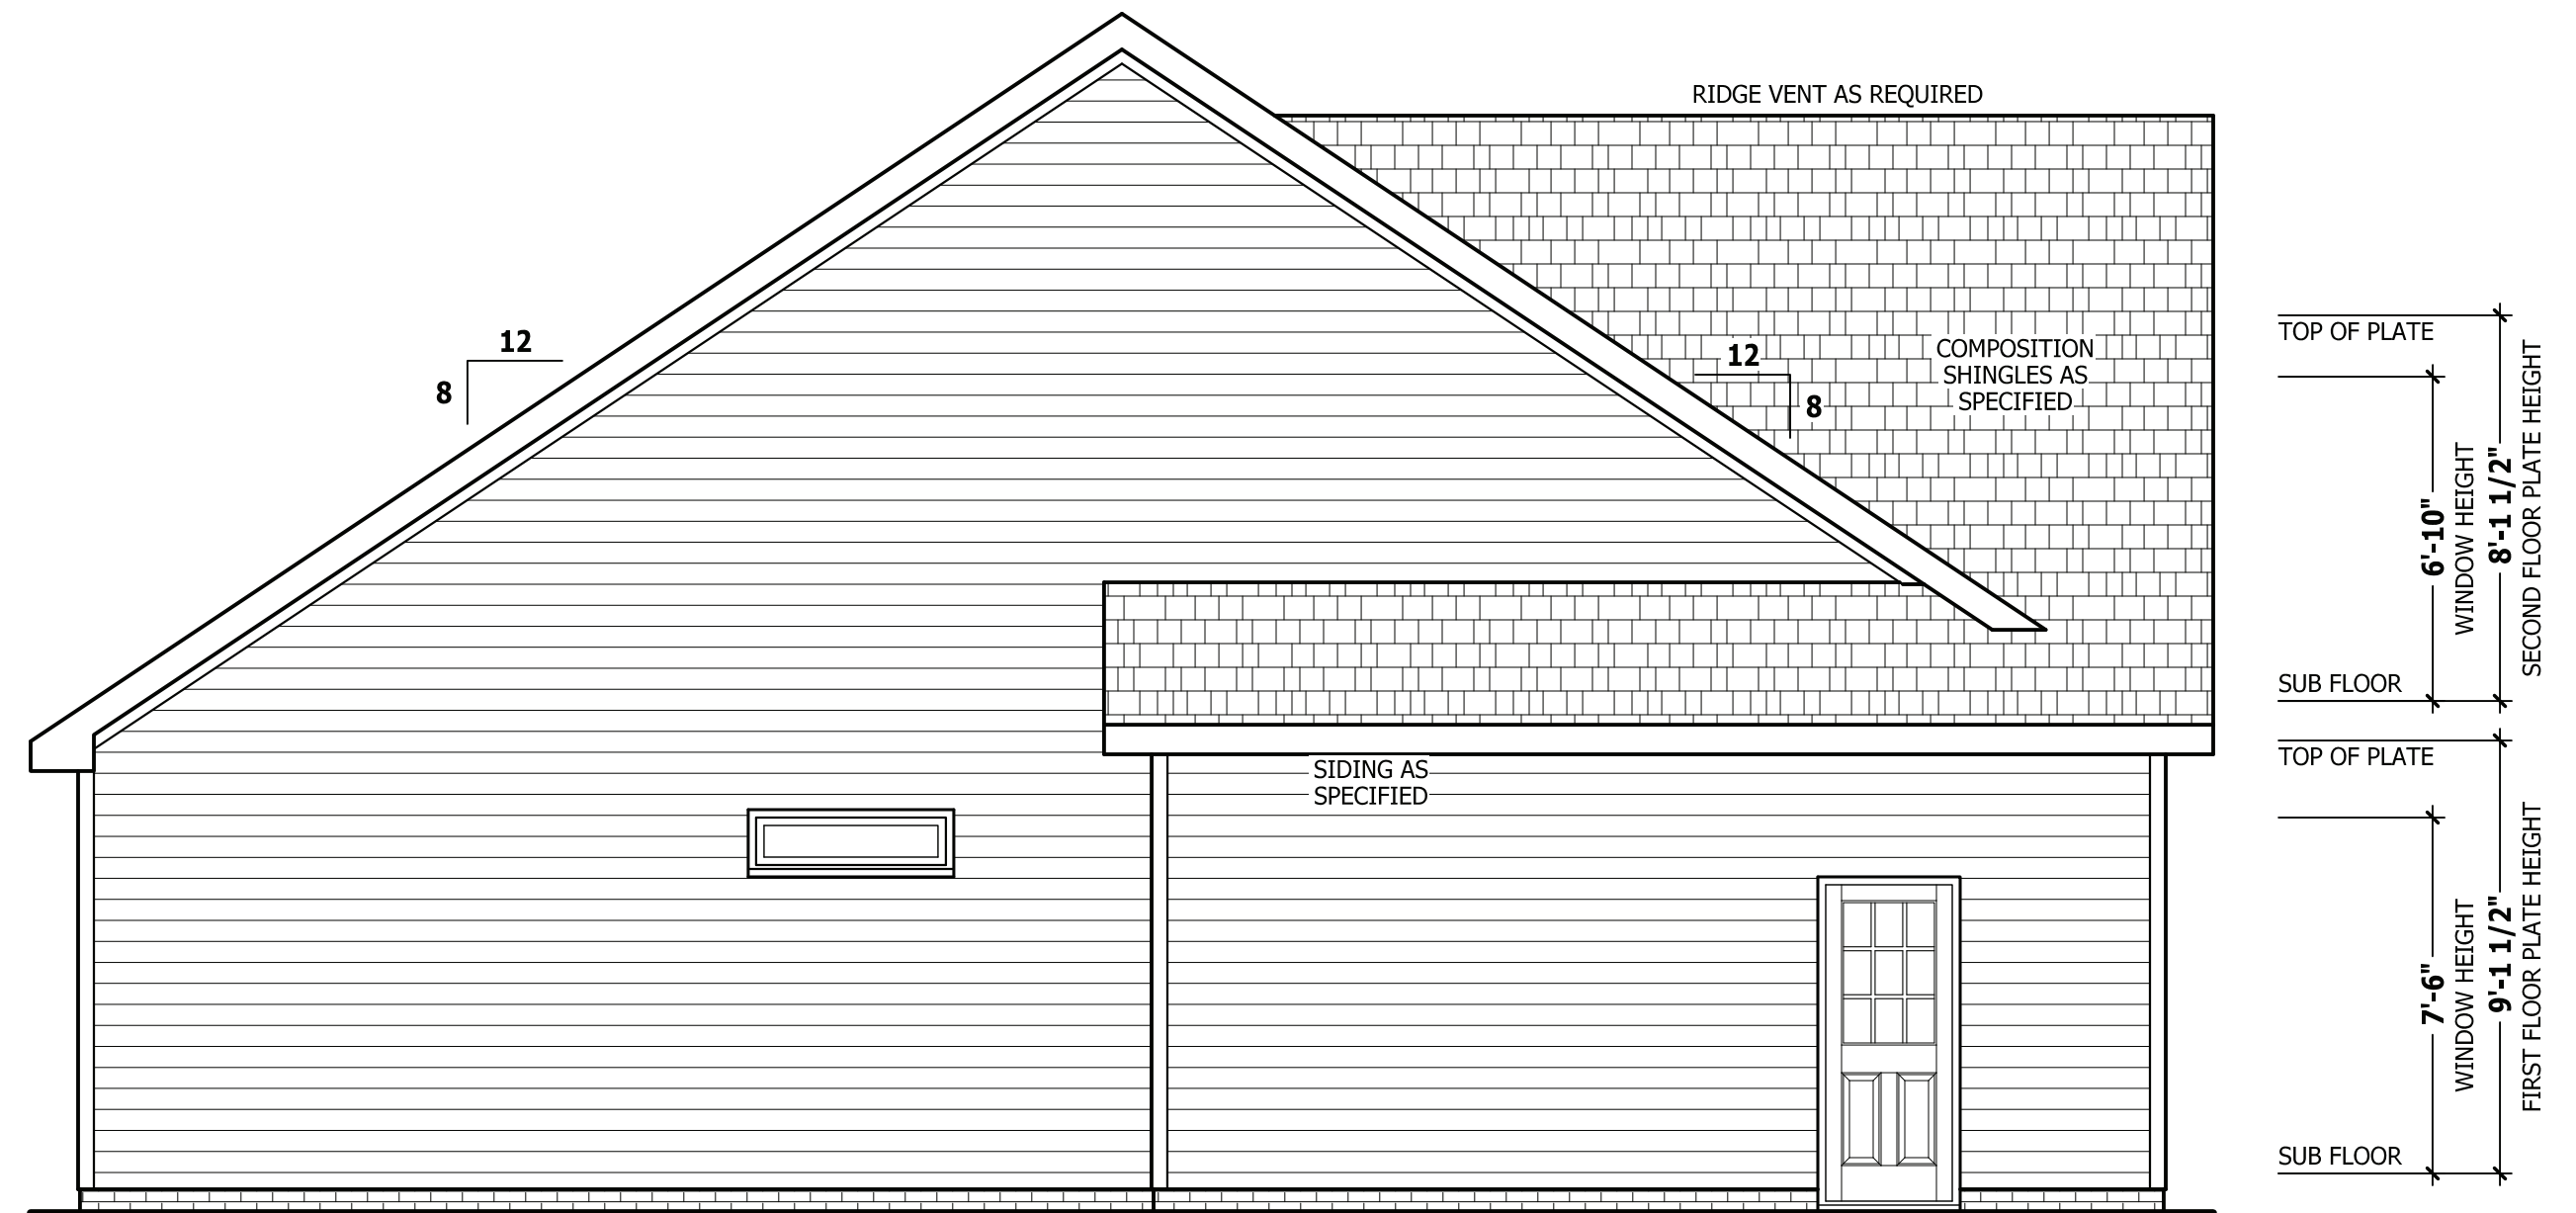 RIDGE VENT AS REQUIRED
12
8
12
8
COMPOSITION
SHINGLES AS
SPECIFIED
SIDING AS
SPECIFIED
TOP OF PLATE
6'-10"
WINDOW HEIGHT
8'-1 1/2"
SECOND FLOOR PLATE HEIGHT
SUB FLOOR
TOP OF PLATE
7'-6"
WINDOW HEIGHT
9'-1 1/2"
FIRST FLOOR PLATE HEIGHT
SUB FLOOR